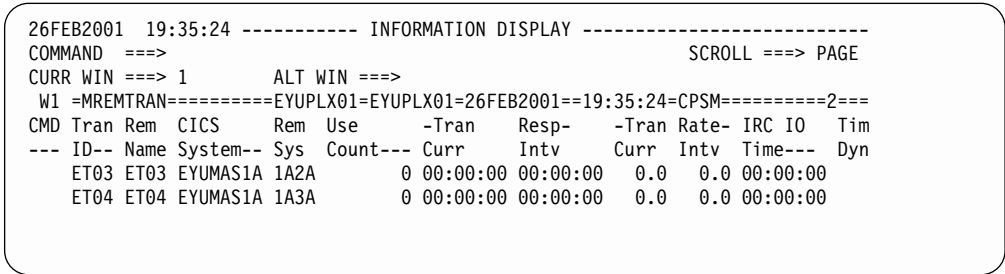 26FEB2001  19:35:24 ----------- INFORMATION DISPLAY ---------------------------
COMMAND  ===>                                                 SCROLL ===> PAGE
CURR WIN ===> 1        ALT WIN ===>
 W1 =MREMTRAN==========EYUPLX01=EYUPLX01=26FEB2001==19:35:24=CPSM==========2===
CMD Tran Rem  CICS     Rem  Use      -Tran    Resp-    -Tran Rate- IRC IO   Tim
--- ID-- Name System-- Sys  Count--- Curr     Intv     Curr  Intv  Time---  Dyn
    ET03 ET03 EYUMAS1A 1A2A        0 00:00:00 00:00:00   0.0   0.0 00:00:00
    ET04 ET04 EYUMAS1A 1A3A        0 00:00:00 00:00:00   0.0   0.0 00:00:00